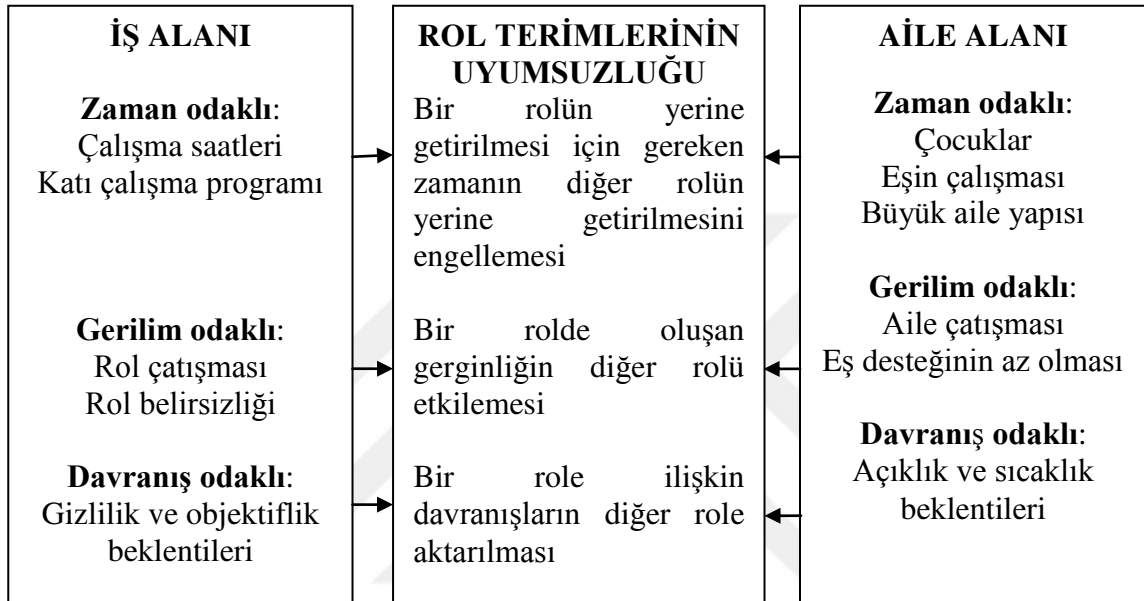 İŞ ALANI
Zaman odaklı:
Çalışma saatleri
Katı çalışma programı
Gerilim odaklı:
Rol çatışması
Rol belirsizliği
Davranış odaklı:
Gizlilik ve objektiflik
beklentileri
ROL TERİMLERİNİN
UYUMSUZLUĞU
Bir rolün yerine
getirilmesi için gereken
zamanın diğer rolün
yerine getirilmesini
engellemesi
Bir rolde oluşan
gerginliğin diğer rolü
etkilemesi
Bir role ilişkin
davranışların diğer role
aktarılması
AİLE ALANI
Zaman odaklı:
Çocuklar
Eşin çalışması
Büyük aile yapısı
Gerilim odaklı:
Aile çatışması
Eş desteğinin az olması
Davranış odaklı:
Açıklık ve sıcaklık
beklentileri